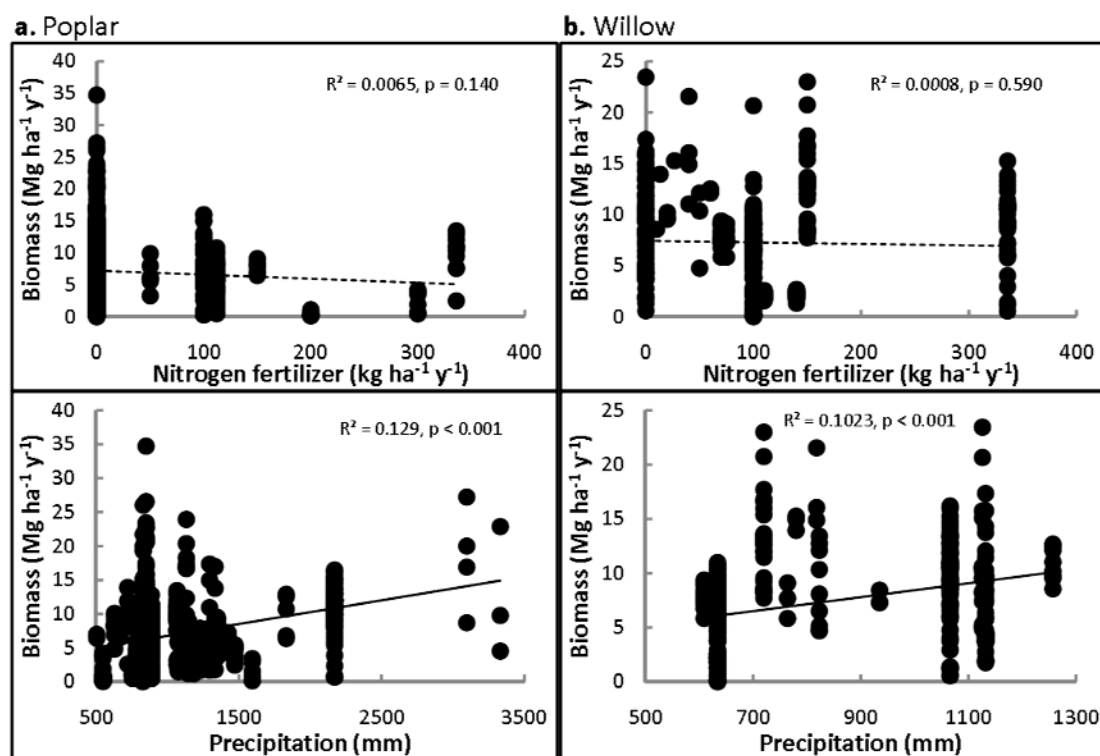 a. Poplar
b. Willow
R² = 0.0065, p = 0.140
Biomass (Mg ha⁻¹ y⁻¹)
40
35
30
25
20
15
10
5
0
0 100 200 300 400
Nitrogen fertilizer (kg ha⁻¹ y⁻¹)
R² = 0.0008, p = 0.590
Biomass (Mg ha⁻¹ y⁻¹)
25
20
15
10
5
0
0 100 200 300 400
Nitrogen fertilizer (kg ha⁻¹ y⁻¹)
R² = 0.129, p < 0.001
Biomass (Mg ha⁻¹ y⁻¹)
40
35
30
25
20
15
10
5
0
500 1500 2500 3500
Precipitation (mm)
R² = 0.1023, p < 0.001
Biomass (Mg ha⁻¹ y⁻¹)
25
20
15
10
5
0
500 700 900 1100 1300
Precipitation (mm)